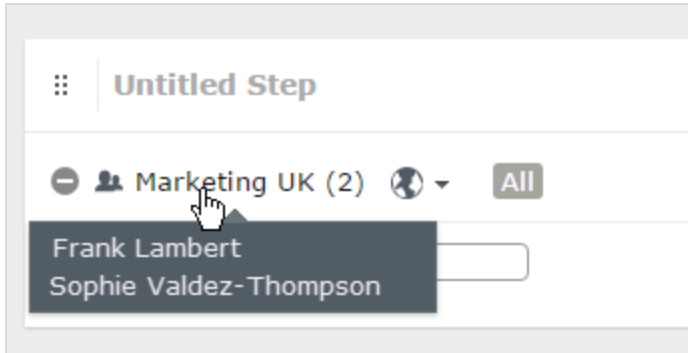 Untitled Step
Marketing UK (2) All
Frank Lambert
Sophie Valdez-Thompson